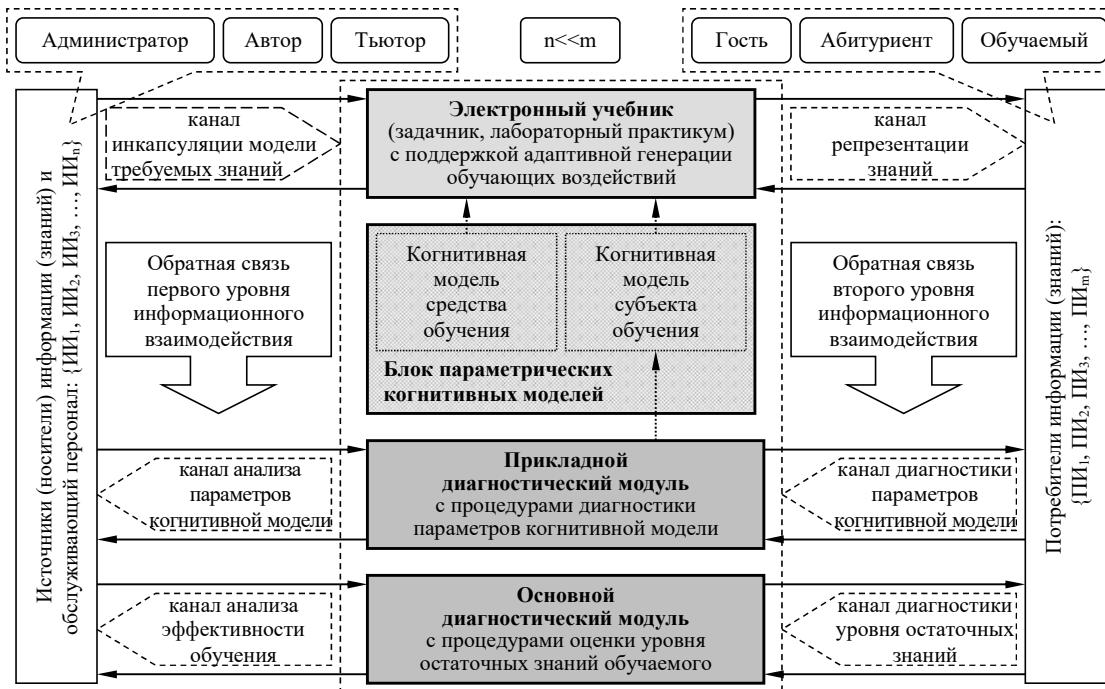 Администратор
Автор
Тьютор
n<<m
Гость
Абитуриент
Обучаемый
Источники (носители) информации (знаний) и
обслуживающий персонал: {ИИ₁, ИИ₂, ИИ₃, …, ИИₙ}
канал
инкапсуляции модели
требуемых знаний
Электронный учебник
(задачник, лабораторный практикум)
с поддержкой адаптивной генерации
обучающих воздействий
канал
репрезентации
знаний
Потребители информации (знаний):
{ПИ₁, ПИ₂, ПИ₃, …, ПИₘ}
Обратная связь
первого уровня
информационного
взаимодействия
Когнитивная
модель
средства
обучения
Когнитивная
модель
субъекта
обучения
Блок параметрических
когнитивных моделей
Обратная связь
второго уровня
информационного
взаимодействия
канал анализа
параметров
когнитивной модели
Прикладной
диагностический модуль
с процедурами диагностики
параметров когнитивной модели
канал диагностики
параметров
когнитивной модели
канал анализа
эффективности
обучения
Основной
диагностический модуль
с процедурами оценки уровня
остаточных знаний обучаемого
канал диагностики
уровня остаточных
знаний